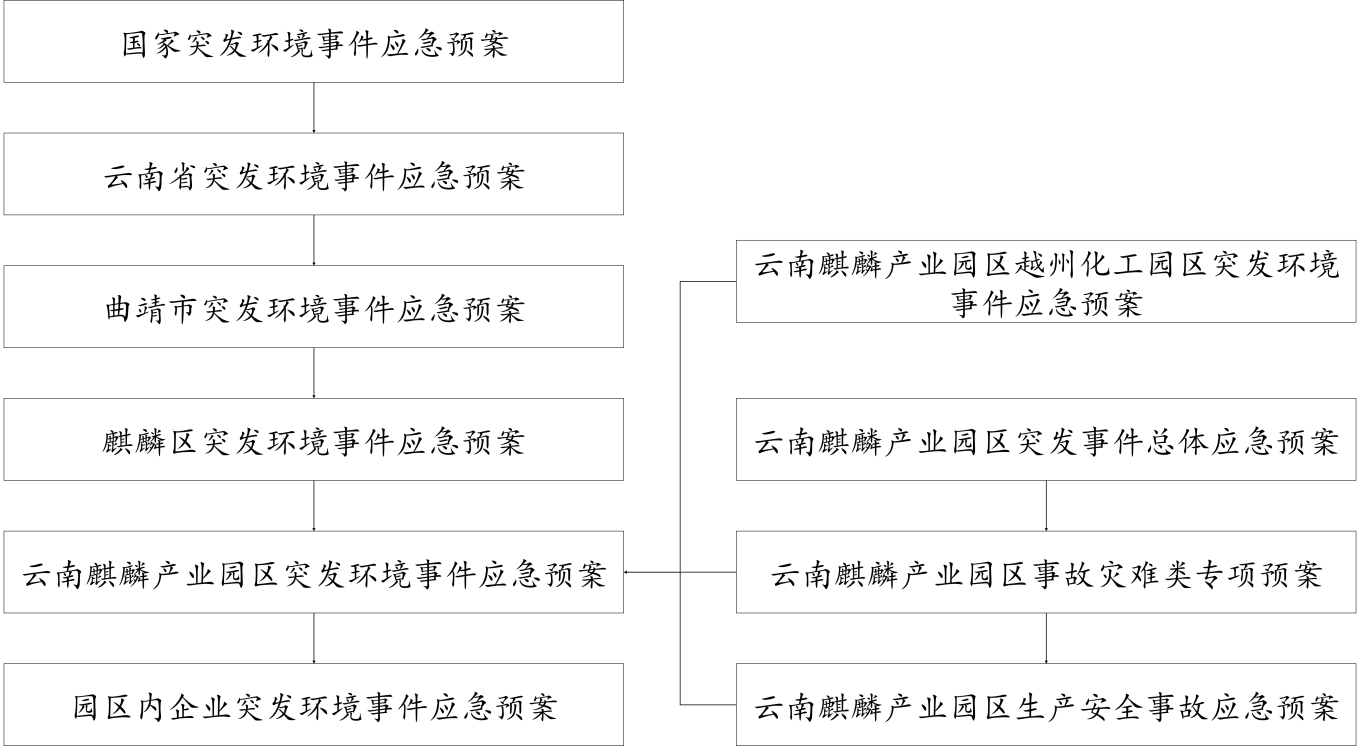 国家突发环境事件应急预案
云南省突发环境事件应急预案
曲靖市突发环境事件应急预案
麒麟区突发环境事件应急预案
云南麒麟产业园区突发环境事件应急预案
园区内企业突发环境事件应急预案
云南麒麟产业园区越州化工园区突发环境
事件应急预案
云南麒麟产业园区突发事件总体应急预案
云南麒麟产业园区事故灾难类专项预案
云南麒麟产业园区生产安全事故应急预案